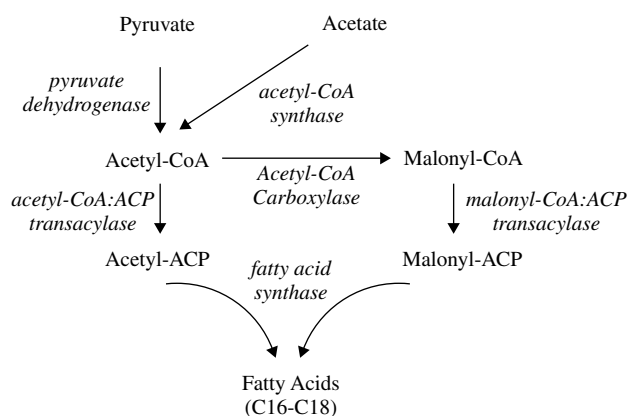 Pyruvate
Acetate
pyruvate
dehydrogenase
acetyl-CoA
synthase
Acetyl-CoA
Acetyl-CoA
Carboxylase
Malonyl-CoA
acetyl-CoA:ACP
transacylase
malonyl-CoA:ACP
transacylase
Acetyl-ACP
fatty acid
synthase
Malonyl-ACP
Fatty Acids
(C16-C18)